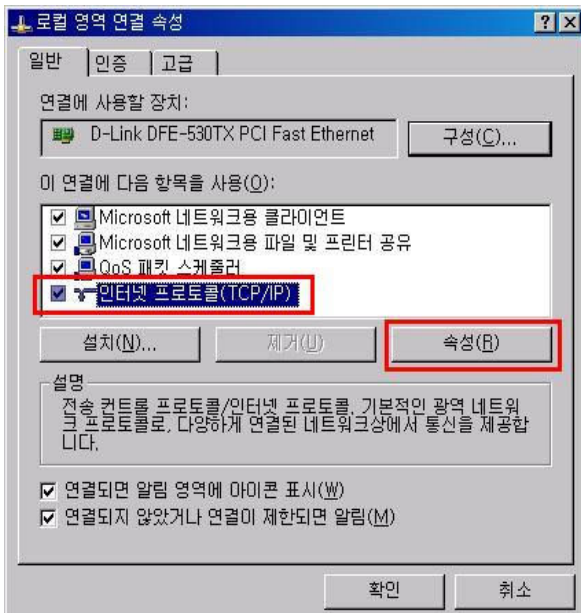 로컬 영역 연결 속성
일반 인증 고급
연결에 사용할 장치:
D-Link DFE-530TX PCI Fast Ethernet
구성(C)...
이 연결에 다음 항목을 사용(O):
Microsoft 네트워크용 클라이언트
Microsoft 네트워크용 파일 및 프린터 공유
QoS 패킷 스케줄러
인터넷 프로토콜(TCP/IP)
설치(N)... 제거(U) 속성(R)
설명
전송 컨트롤 프로토콜/인터넷 프로토콜. 기본적인 광역 네트워
크 프로토콜로, 다양하게 연결된 네트워크상에서 통신을 제공합
니다.
연결되면 알림 영역에 아이콘 표시(W)
연결되지 않았거나 연결이 제한되면 알림(M)
확인 취소